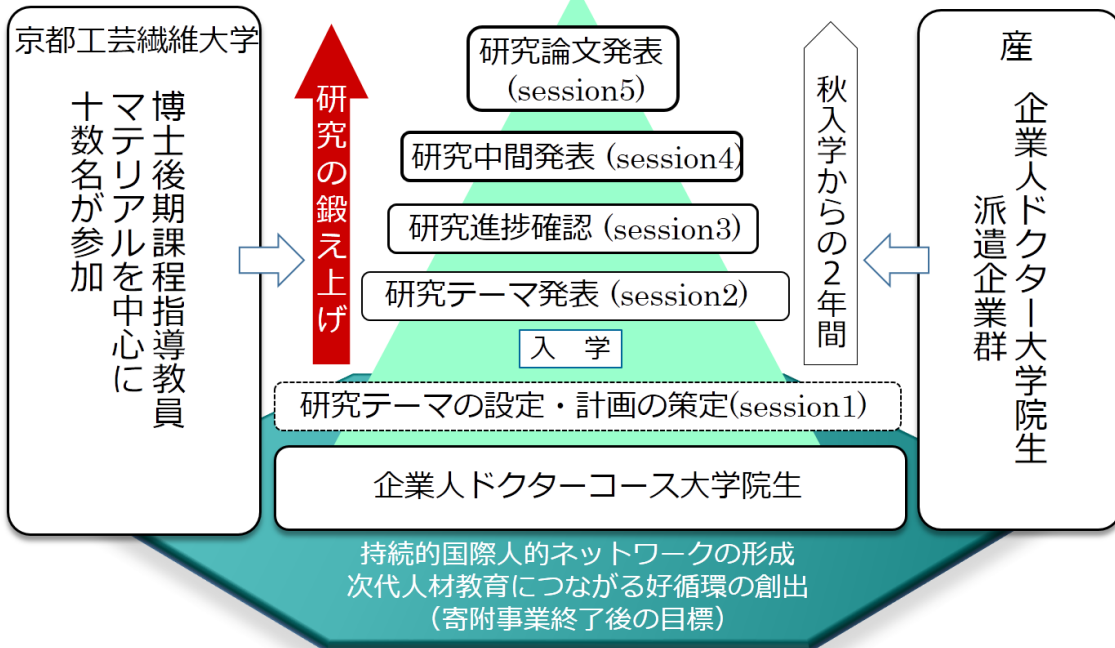 京都工芸繊維大学
博士後期課程指導教員
マテリアルを中心に
十数名が参加
研究の鍛え上げ
研究論文発表
(session5)
研究中間発表 (session4)
研究進捗確認 (session3)
研究テーマ発表 (session2)
入　学
研究テーマの設定・計画の策定(session1)
企業人ドクターコース大学院生
秋入学からの2年間
産
企業人ドクター大学院生
派遣企業群
持続的国際人的ネットワークの形成
次代人材教育につながる好循環の創出
（寄附事業終了後の目標）